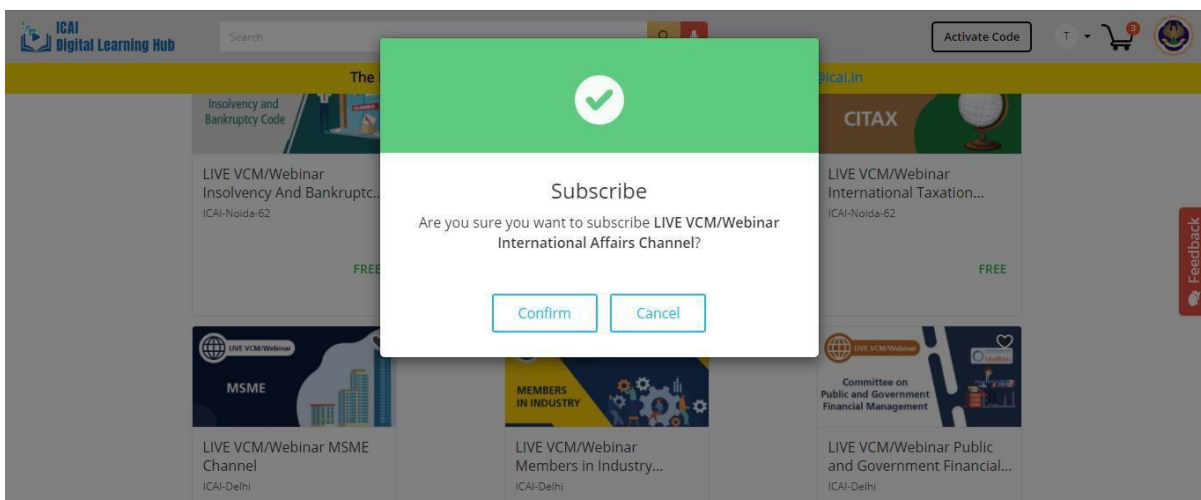 ICAI
Digital Learning Hub
Search
Activate Code
T
3
The
@icai.in
Insolvency and
Bankruptcy Code
CITAX
LIVE VCM/Webinar
Insolvency And Bankruptc..
ICAI-Noida-62
FREE
LIVE VCM/Webinar
International Taxation...
ICAI-Noida-62
FREE
Subscribe
Are you sure you want to subscribe LIVE VCM/Webinar
International Affairs Channel?
Confirm
Cancel
Feedback
LIVE VCM/Webinar
MSME
LIVE VCM/Webinar MSME
Channel
ICAI-Delhi
MEMBERS
IN INDUSTRY
LIVE VCM/Webinar
Members in Industry...
ICAI-Delhi
LIVE VCM/Webinar
Committee on
Public and Government
Financial Management
LIVE VCM/Webinar Public
and Government Financial...
ICAI-Delhi